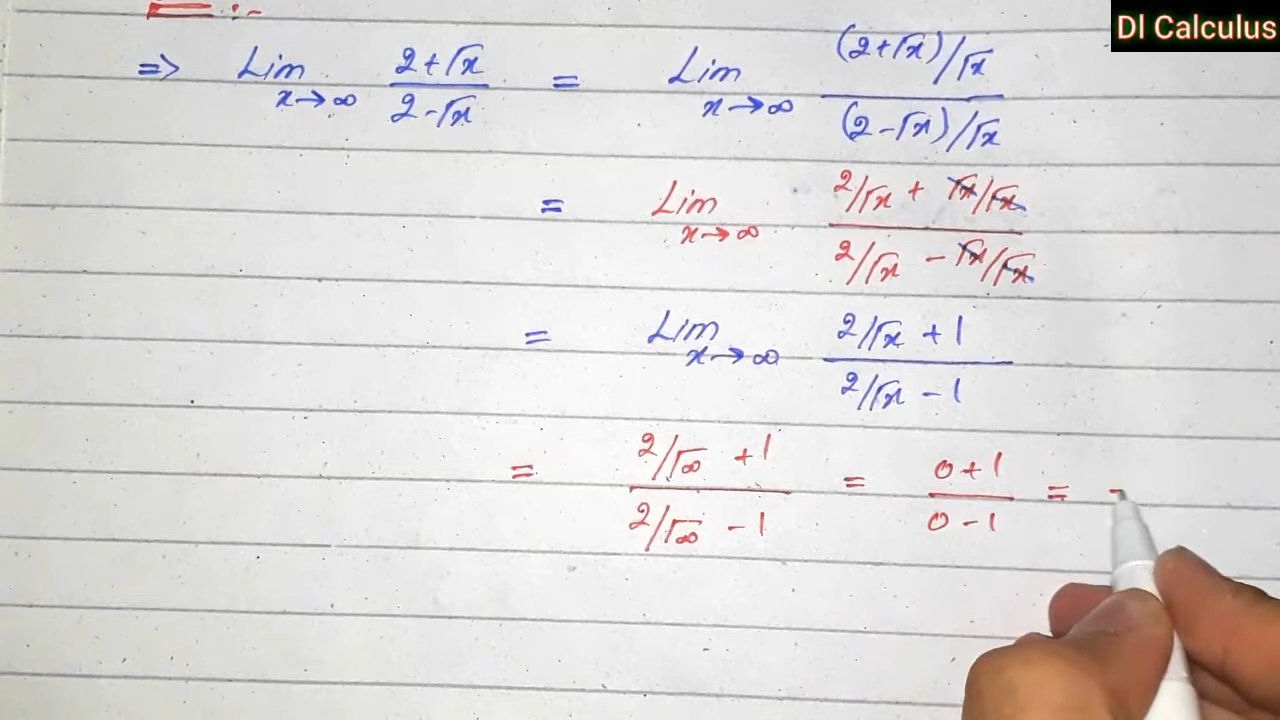 DI Calculus
=> Lim x→∞ 2+√x / 2-√x = Lim x→∞ (2+√x)/√x / (2-√x)/√x
= Lim x→∞ 2/√x + √x/√x / 2/√x - √x/√x
= Lim x→∞ 2/√x +1 / 2/√x -1
= 2/√∞ +1 / 2/√∞ -1 = 0+1 / 0-1 = -